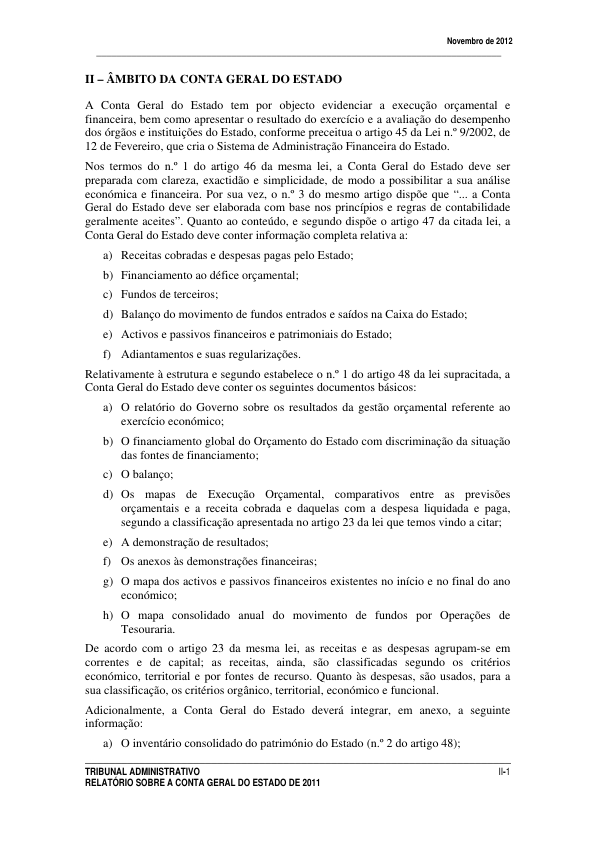 Novembro de 2012
II – ÂMBITO DA CONTA GERAL DO ESTADO
A Conta Geral do Estado tem por objecto evidenciar a execução orçamental e
financeira, bem como apresentar o resultado do exercício e a avaliação do desempenho
dos órgãos e instituições do Estado, conforme preceitua o artigo 45 da Lei n.º 9/2002, de
12 de Fevereiro, que cria o Sistema de Administração Financeira do Estado.
Nos termos do n.º 1 do artigo 46 da mesma lei, a Conta Geral do Estado deve ser
preparada com clareza, exactidão e simplicidade, de modo a possibilitar a sua análise
económica e financeira. Por sua vez, o n.º 3 do mesmo artigo dispõe que “... a Conta
Geral do Estado deve ser elaborada com base nos princípios e regras de contabilidade
geralmente aceites”. Quanto ao conteúdo, e segundo dispõe o artigo 47 da citada lei, a
Conta Geral do Estado deve conter informação completa relativa a:
a) Receitas cobradas e despesas pagas pelo Estado;
b) Financiamento ao défice orçamental;
c) Fundos de terceiros;
d) Balanço do movimento de fundos entrados e saídos na Caixa do Estado;
e) Activos e passivos financeiros e patrimoniais do Estado;
f) Adiantamentos e suas regularizações.
Relativamente à estrutura e segundo estabelece o n.º 1 do artigo 48 da lei supracitada, a
Conta Geral do Estado deve conter os seguintes documentos básicos:
a) O relatório do Governo sobre os resultados da gestão orçamental referente ao
exercício económico;
b) O financiamento global do Orçamento do Estado com discriminação da situação
das fontes de financiamento;
c) O balanço;
d) Os mapas de Execução Orçamental, comparativos entre as previsões
orçamentais e a receita cobrada e daquelas com a despesa liquidada e paga,
segundo a classificação apresentada no artigo 23 da lei que temos vindo a citar;
e) A demonstração de resultados;
f) Os anexos às demonstrações financeiras;
g) O mapa dos activos e passivos financeiros existentes no início e no final do ano
económico;
h) O mapa consolidado anual do movimento de fundos por Operações de
Tesouraria.
De acordo com o artigo 23 da mesma lei, as receitas e as despesas agrupam-se em
correntes e de capital; as receitas, ainda, são classificadas segundo os critérios
económico, territorial e por fontes de recurso. Quanto às despesas, são usados, para a
sua classificação, os critérios orgânico, territorial, económico e funcional.
Adicionalmente, a Conta Geral do Estado deverá integrar, em anexo, a seguinte
informação:
a) O inventário consolidado do património do Estado (n.º 2 do artigo 48);
TRIBUNAL ADMINISTRATIVO II-1
RELATÓRIO SOBRE A CONTA GERAL DO ESTADO DE 2011